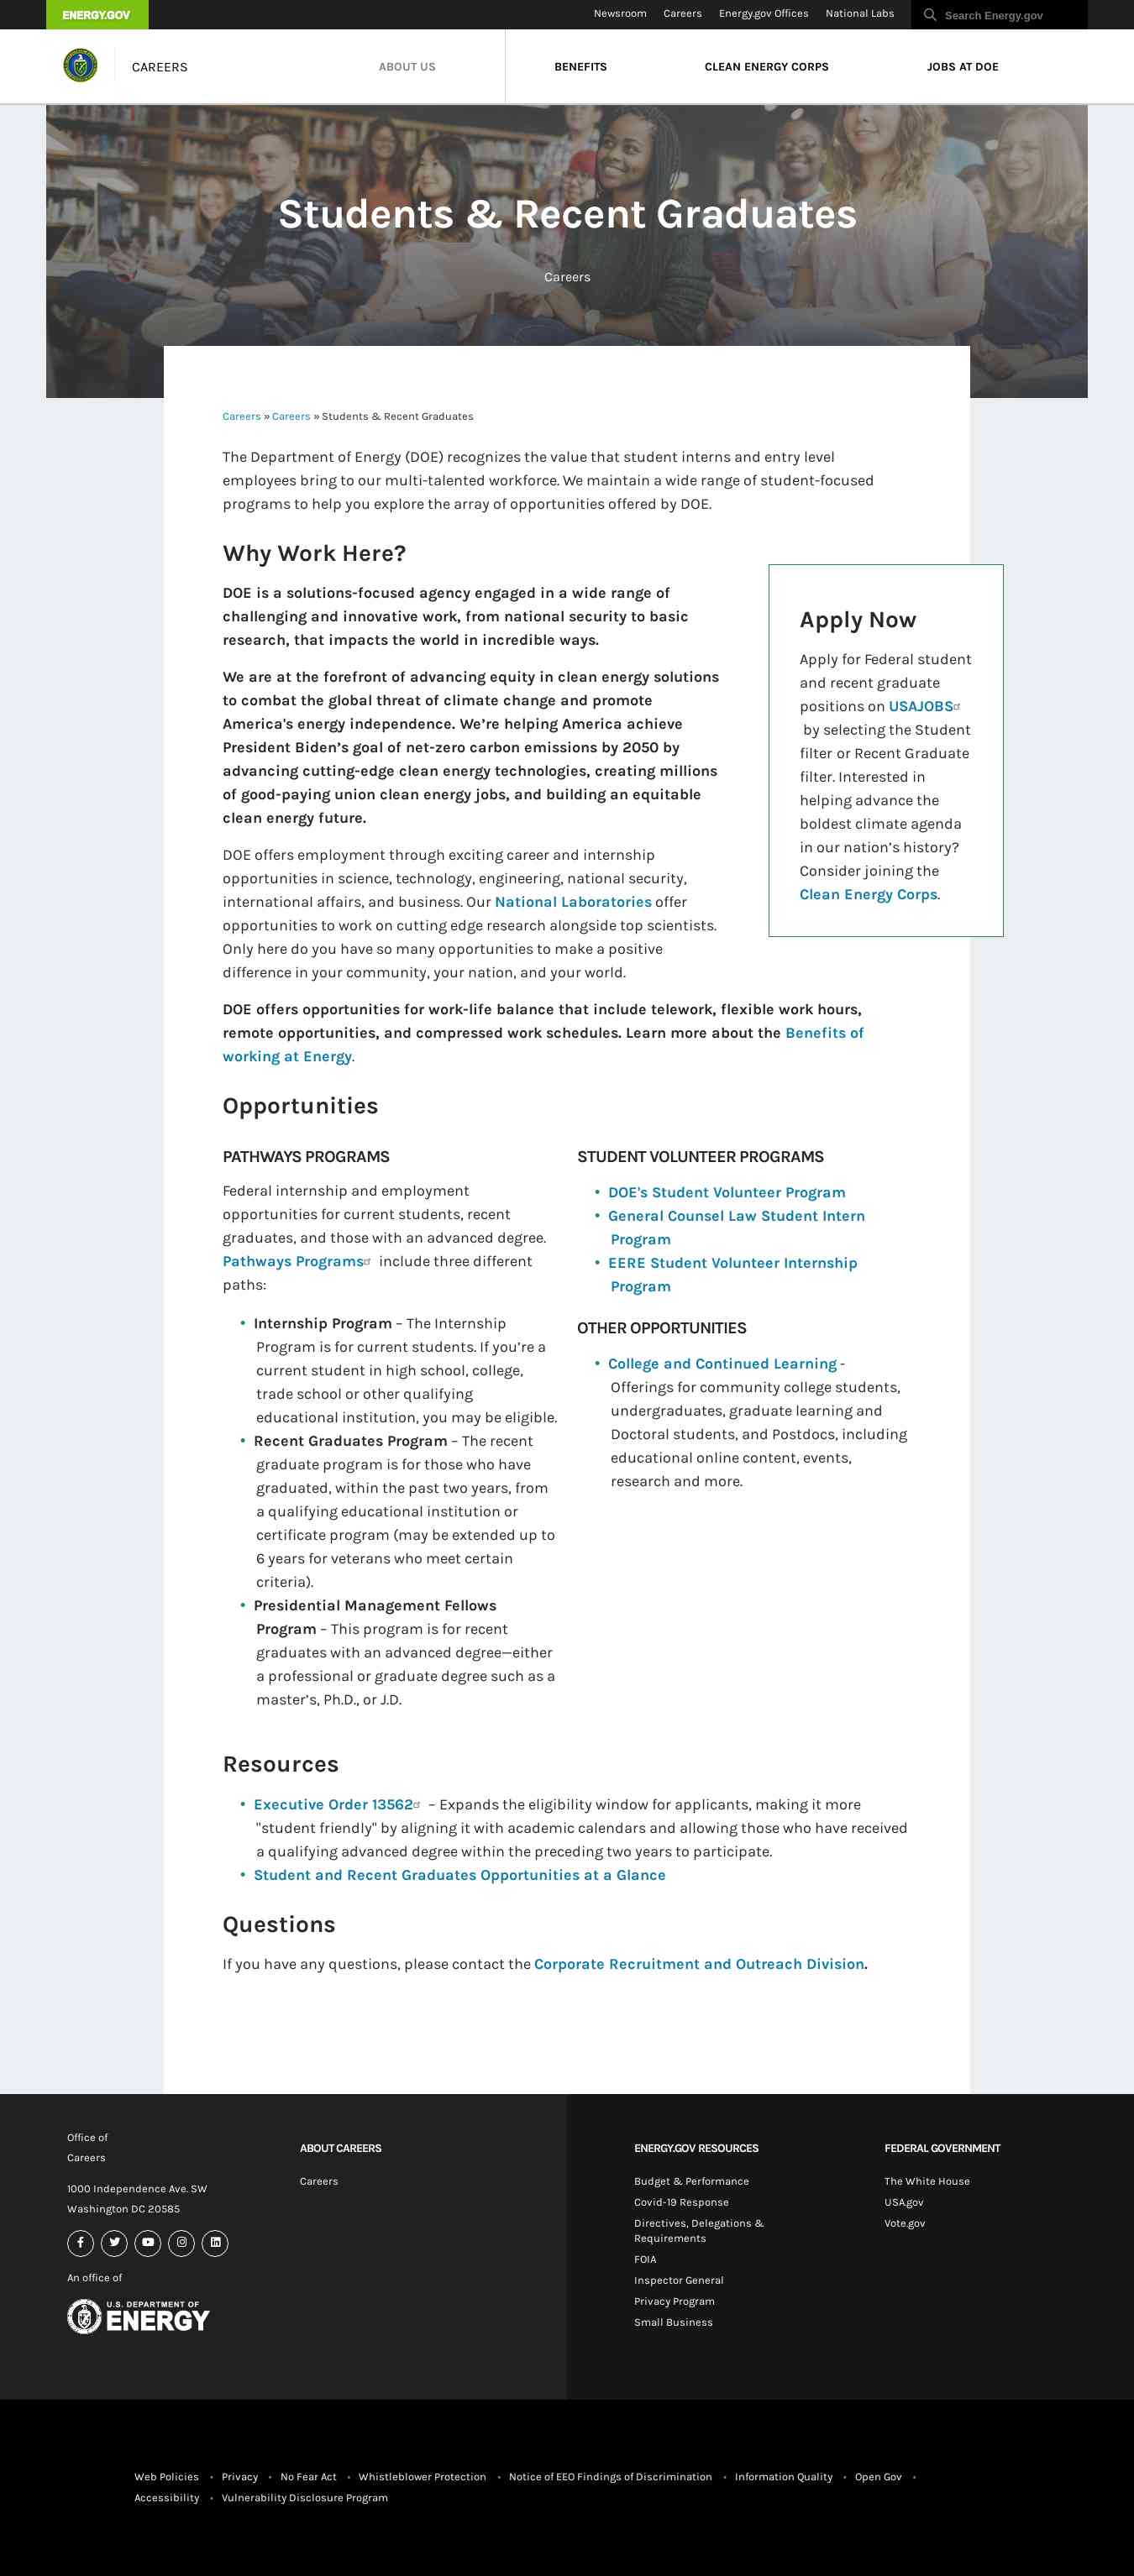 ENERGY.GOV
Newsroom Careers Energy.gov Offices National Labs Search Energy.gov
CAREERS ABOUT US BENEFITS CLEAN ENERGY CORPS JOBS AT DOE
Students & Recent Graduates
Careers
Careers » Careers » Students & Recent Graduates
The Department of Energy (DOE) recognizes the value that student interns and entry level
employees bring to our multi-talented workforce. We maintain a wide range of student-focused
programs to help you explore the array of opportunities offered by DOE.
Why Work Here?
DOE is a solutions-focused agency engaged in a wide range of
challenging and innovative work, from national security to basic
research, that impacts the world in incredible ways.
We are at the forefront of advancing equity in clean energy solutions
to combat the global threat of climate change and promote
America's energy independence. We’re helping America achieve
President Biden’s goal of net-zero carbon emissions by 2050 by
advancing cutting-edge clean energy technologies, creating millions
of good-paying union clean energy jobs, and building an equitable
clean energy future.
DOE offers employment through exciting career and internship
opportunities in science, technology, engineering, national security,
international affairs, and business. Our National Laboratories offer
opportunities to work on cutting edge research alongside top scientists.
Only here do you have so many opportunities to make a positive
difference in your community, your nation, and your world.
Apply Now
Apply for Federal student
and recent graduate
positions on USAJOBS
by selecting the Student
filter or Recent Graduate
filter. Interested in
helping advance the
boldest climate agenda
in our nation’s history?
Consider joining the
Clean Energy Corps.
DOE offers opportunities for work-life balance that include telework, flexible work hours,
remote opportunities, and compressed work schedules. Learn more about the Benefits of
working at Energy.
Opportunities
PATHWAYS PROGRAMS
Federal internship and employment
opportunities for current students, recent
graduates, and those with an advanced degree.
Pathways Programs include three different
paths:
• Internship Program – The Internship
Program is for current students. If you’re a
current student in high school, college,
trade school or other qualifying
educational institution, you may be eligible.
• Recent Graduates Program – The recent
graduate program is for those who have
graduated, within the past two years, from
a qualifying educational institution or
certificate program (may be extended up to
6 years for veterans who meet certain
criteria).
• Presidential Management Fellows
Program – This program is for recent
graduates with an advanced degree—either
a professional or graduate degree such as a
master’s, Ph.D., or J.D.
STUDENT VOLUNTEER PROGRAMS
• DOE's Student Volunteer Program
• General Counsel Law Student Intern
Program
• EERE Student Volunteer Internship
Program
OTHER OPPORTUNITIES
• College and Continued Learning -
Offerings for community college students,
undergraduates, graduate learning and
Doctoral students, and Postdocs, including
educational online content, events,
research and more.
Resources
• Executive Order 13562 – Expands the eligibility window for applicants, making it more
"student friendly" by aligning it with academic calendars and allowing those who have received
a qualifying advanced degree within the preceding two years to participate.
• Student and Recent Graduates Opportunities at a Glance
Questions
If you have any questions, please contact the Corporate Recruitment and Outreach Division.
Office of
Careers
1000 Independence Ave. SW
Washington DC 20585
An office of
U.S. DEPARTMENT OF
ENERGY
ABOUT CAREERS
Careers
ENERGY.GOV RESOURCES
Budget & Performance
Covid-19 Response
Directives, Delegations &
Requirements
FOIA
Inspector General
Privacy Program
Small Business
FEDERAL GOVERNMENT
The White House
USA.gov
Vote.gov
Web Policies • Privacy • No Fear Act • Whistleblower Protection • Notice of EEO Findings of Discrimination • Information Quality • Open Gov •
Accessibility • Vulnerability Disclosure Program